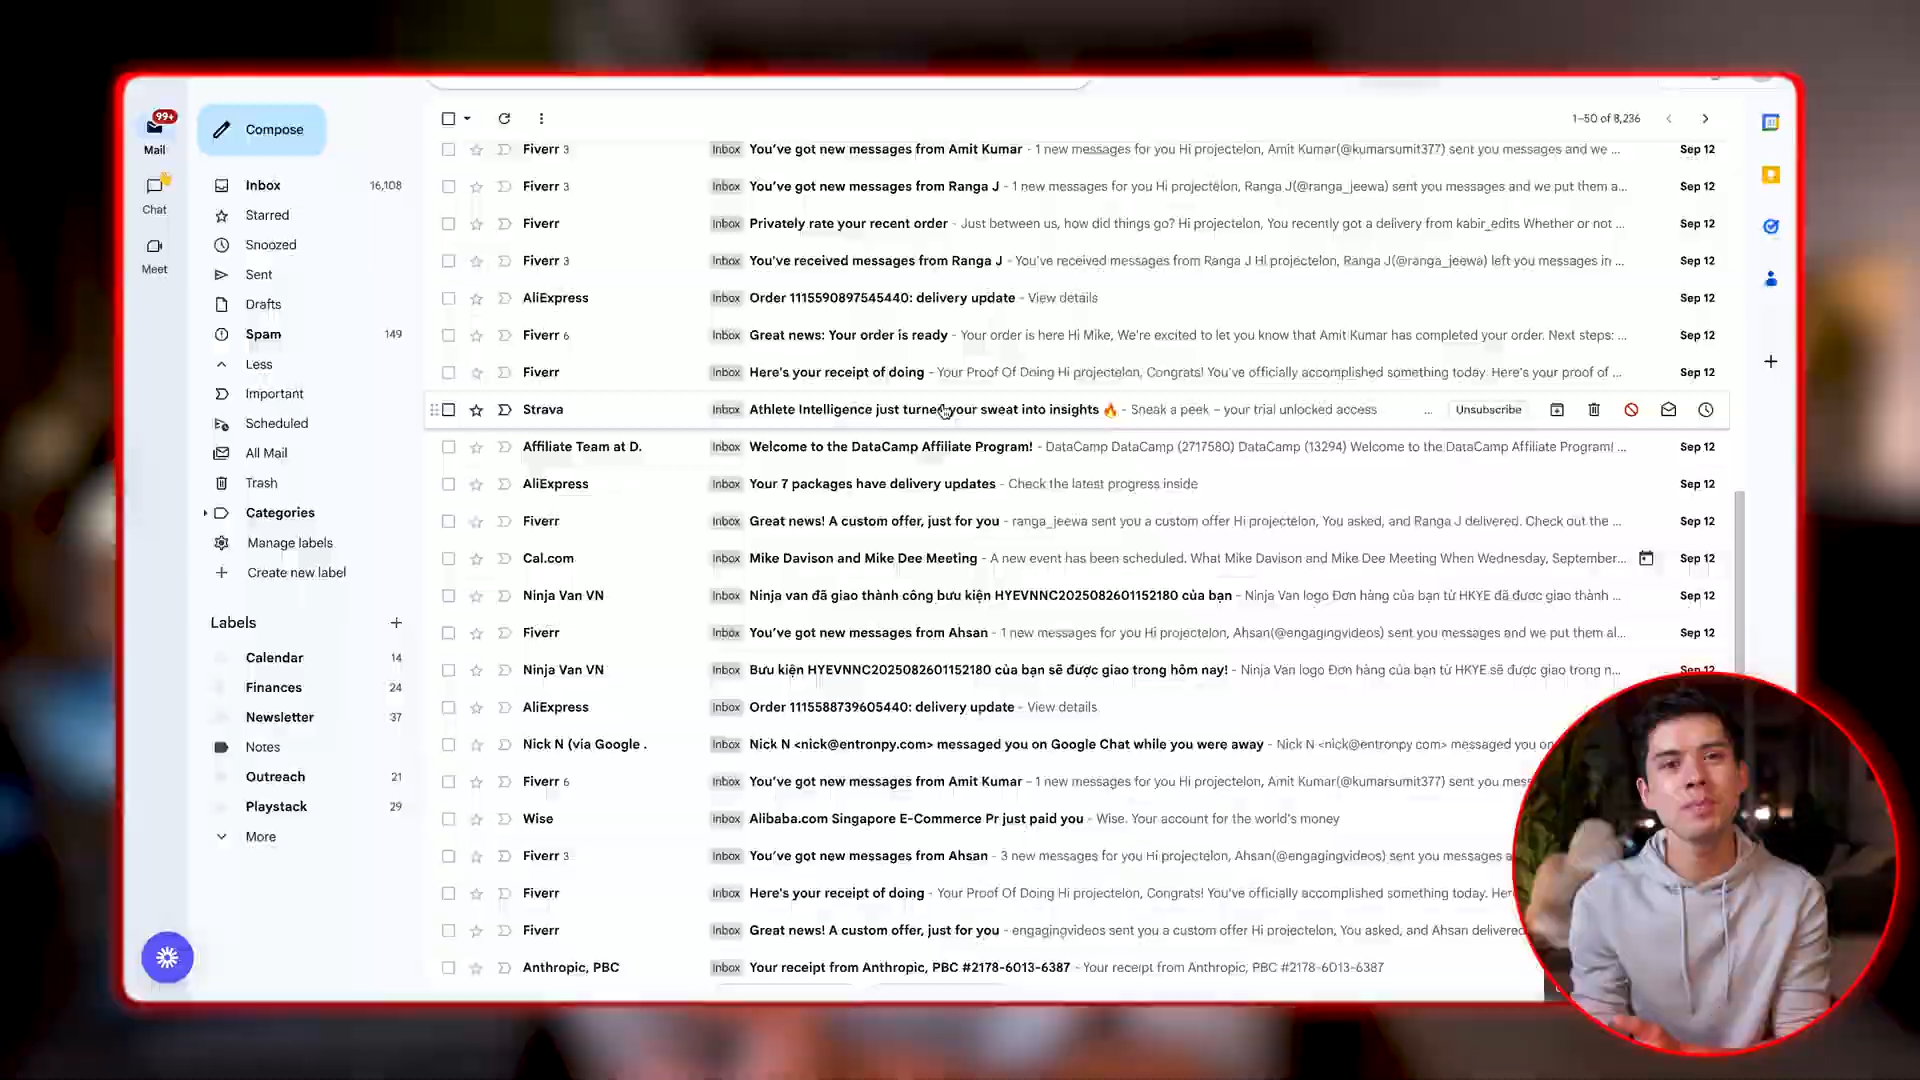 99+
Mail
Chat
Meet
Compose
Inbox 16,108
Starred
Snoozed
Sent
Drafts
Spam 149
Less
Important
Scheduled
All Mail
Trash
Categories
Manage labels
Create new label
Labels
Calendar 14
Finances 24
Newsletter 37
Notes
Outreach 21
Playstack 29
More
1–50 of 8,236
Fiverr 3 Inbox You've got new messages from Amit Kumar - 1 new messages for you Hi projectelon, Amit Kumar(@kumarsumit377) sent you messages and we ... Sep 12
Fiverr 3 Inbox You've got new messages from Ranga J - 1 new messages for you Hi projectelon, Ranga J(@ranga_jeewa) sent you messages and we put them a... Sep 12
Fiverr Inbox Privately rate your recent order - Just between us, how did things go? Hi projectelon, You recently got a delivery from kabir_edits Whether or not ... Sep 12
Fiverr 3 Inbox You've received messages from Ranga J - You've received messages from Ranga J Hi projectelon, Ranga J(@ranga_jeewa) left you messages in ... Sep 12
AliExpress Inbox Order 1115590897545440: delivery update - View details Sep 12
Fiverr 6 Inbox Great news: Your order is ready - Your order is here Hi Mike, We're excited to let you know that Amit Kumar has completed your order. Next steps: ... Sep 12
Fiverr Inbox Here's your receipt of doing - Your Proof Of Doing Hi projectelon, Congrats! You've officially accomplished something today. Here's your proof of ... Sep 12
Strava Inbox Athlete Intelligence just turned your sweat into insights 🔥 - Sneak a peek – your trial unlocked access ... Unsubscribe
Affiliate Team at D. Inbox Welcome to the DataCamp Affiliate Program! - DataCamp DataCamp (2717580) DataCamp (13294) Welcome to the DataCamp Affiliate Program! ... Sep 12
AliExpress Inbox Your 7 packages have delivery updates - Check the latest progress inside Sep 12
Fiverr Inbox Great news! A custom offer, just for you - ranga_jeewa sent you a custom offer Hi projectelon, You asked, and Ranga J delivered. Check out the ... Sep 12
Cal.com Inbox Mike Davison and Mike Dee Meeting - A new event has been scheduled. What Mike Davison and Mike Dee Meeting When Wednesday, September... Sep 12
Ninja Van VN Inbox Ninja van đã giao thành công bưu kiện HYEVNNC2025082601152180 của bạn - Ninja Van logo Đơn hàng của bạn từ HKYE đã được giao thành ... Sep 12
Fiverr Inbox You've got new messages from Ahsan - 1 new messages for you Hi projectelon, Ahsan(@engagingvideos) sent you messages and we put them al... Sep 12
Ninja Van VN Inbox Bưu kiện HYEVNNC2025082601152180 của bạn sẽ được giao trong hôm nay! - Ninja Van logo Đơn hàng của bạn từ HKYE sẽ được giao trong n... Sep 12
AliExpress Inbox Order 1115588739605440: delivery update - View details
Nick N (via Google . Inbox Nick N <nick@entronpy.com> messaged you on Google Chat while you were away - Nick N <nick@entronpy com> messaged you on
Fiverr 6 Inbox You've got new messages from Amit Kumar - 1 new messages for you Hi projectelon, Amit Kumar(@kumarsumit377) sent you mes
Wise Inbox Alibaba.com Singapore E-Commerce Pr just paid you - Wise. Your account for the world's money
Fiverr 3 Inbox You've got new messages from Ahsan - 3 new messages for you Hi projectelon, Ahsan(@engagingvideos) sent you messages a
Fiverr Inbox Here's your receipt of doing - Your Proof Of Doing Hi projectelon, Congrats! You've officially accomplished something today. Her
Fiverr Inbox Great news! A custom offer, just for you - engagingvideos sent you a custom offer Hi projectelon, You asked, and Ahsan delivered
Anthropic, PBC Inbox Your receipt from Anthropic, PBC #2178-6013-6387 - Your receipt from Anthropic, PBC #2178-6013-6387